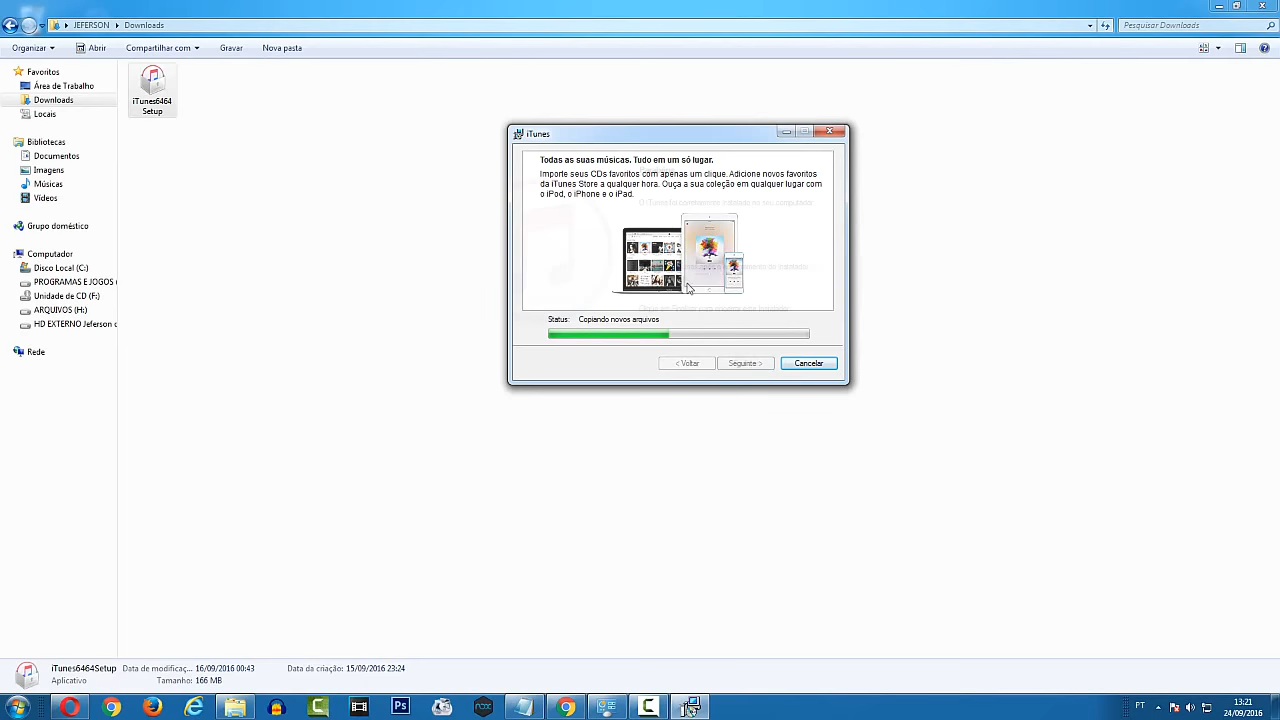 JEFERSON ▸ Downloads
Pesquisar Downloads
Organizar
Abrir
Compartilhar com
Gravar
Nova pasta
Favoritos
Área de Trabalho
Downloads
Locais
Bibliotecas
Documentos
Imagens
Músicas
Vídeos
Grupo doméstico
Computador
Disco Local (C:)
PROGRAMAS E JOGOS (
Unidade de CD (F:)
ARQUIVOS (H:)
HD EXTERNO Jeferson
Rede
iTunes6464
Setup
iTunes
Todas as suas músicas. Tudo em um só lugar.
Importe seus CDs favoritos com apenas um clique. Adicione novos favoritos
da iTunes Store a qualquer hora. Ouça a sua coleção em qualquer lugar com
o iPod, o iPhone e o iPad.
Status: Copiando novos arquivos
< Voltar
Seguinte >
Cancelar
iTunes6464Setup
Data de modificaç... 16/09/2016 00:43
Data da criação: 15/09/2016 23:24
Aplicativo
Tamanho: 166 MB
Ps
nox
PT
13:21
24/09/2016